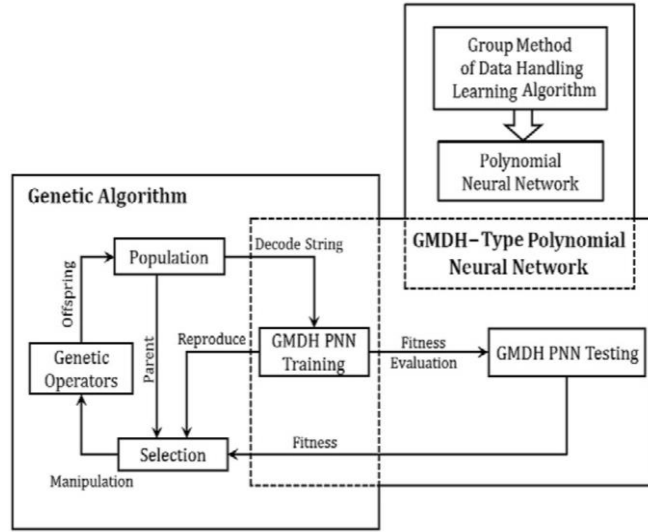 Group Method
of Data Handling
Learning Algorithm
Polynomial
Neural Network
GMDH-Type Polynomial
Neural Network
Genetic Algorithm
Population
Decode String
Offspring
Parent
Reproduce
GMDH PNN
Training
Fitness
Evaluation
GMDH PNN Testing
Genetic
Operators
Selection
Fitness
Manipulation